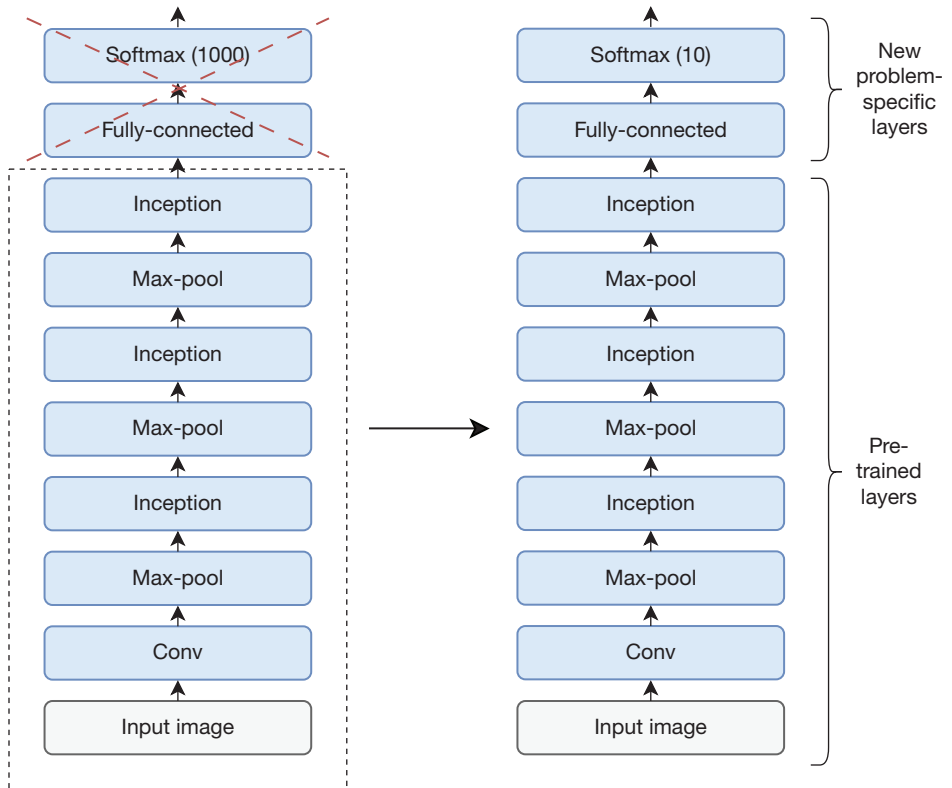 Softmax (1000)
Fully-connected
Inception
Max-pool
Inception
Max-pool
Inception
Max-pool
Conv
Input image
Softmax (10)
Fully-connected
Inception
Max-pool
Inception
Max-pool
Inception
Max-pool
Conv
Input image
New
problem-
specific
layers
Pre-
trained
layers